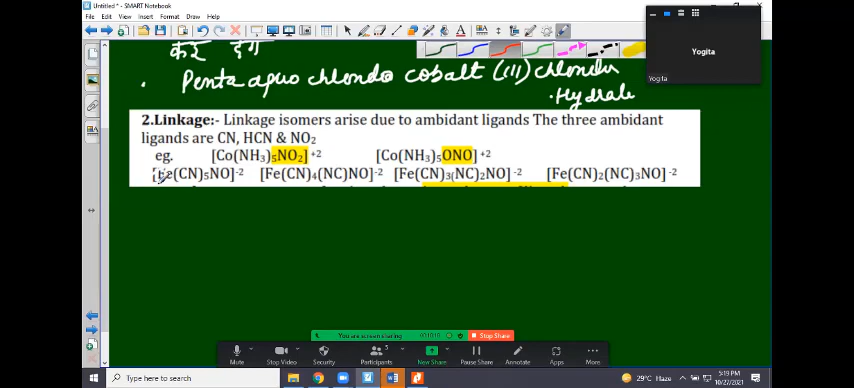 Untitled * - SMART Notebook
File Edit View Insert Format Draw Help
Yogita
Yogita
Penta aquo chlorido cobalt (III) chloride
Hydrate
2.Linkage:- Linkage isomers arise due to ambidant ligands The three ambidant
ligands are CN, HCN & NO2
eg. [Co(NH3)5NO2]+2 [Co(NH3)5ONO]+2
[Fe(CN)5NO]-2 [Fe(CN)4(NC)NO]-2 [Fe(CN)3(NC)2NO]-2 [Fe(CN)2(NC)3NO]-2
You are screen sharing Stop Share
5
Mute Stop Video Security Participants New Share Pause Share Annotate Apps More
Type here to search
29°C Haze
5:19 PM
10/27/2021